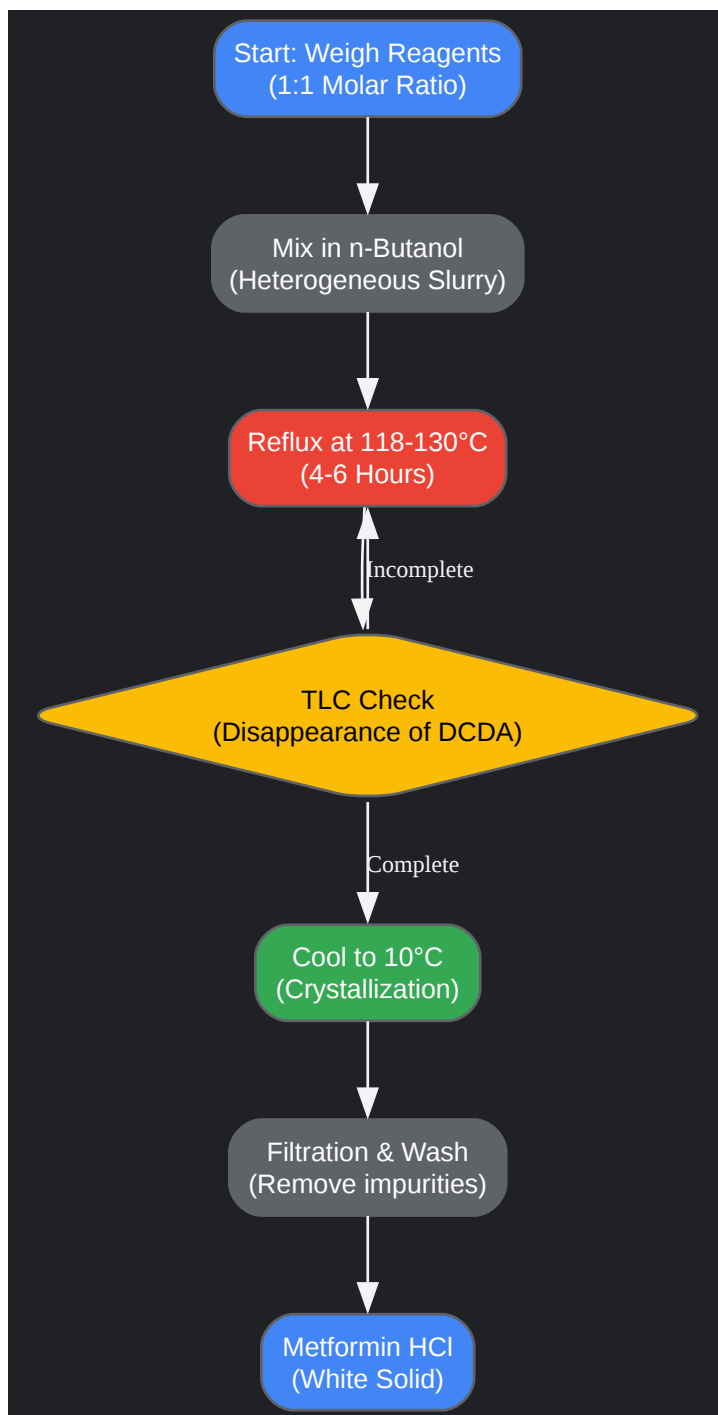 Start: Weigh Reagents
(1:1 Molar Ratio)
Mix in n-Butanol
(Heterogeneous Slurry)
Reflux at 118-130°C
(4-6 Hours)
Incomplete
TLC Check
(Disappearance of DCDA)
Complete
Cool to 10°C
(Crystallization)
Filtration & Wash
(Remove impurities)
Metformin HCl
(White Solid)